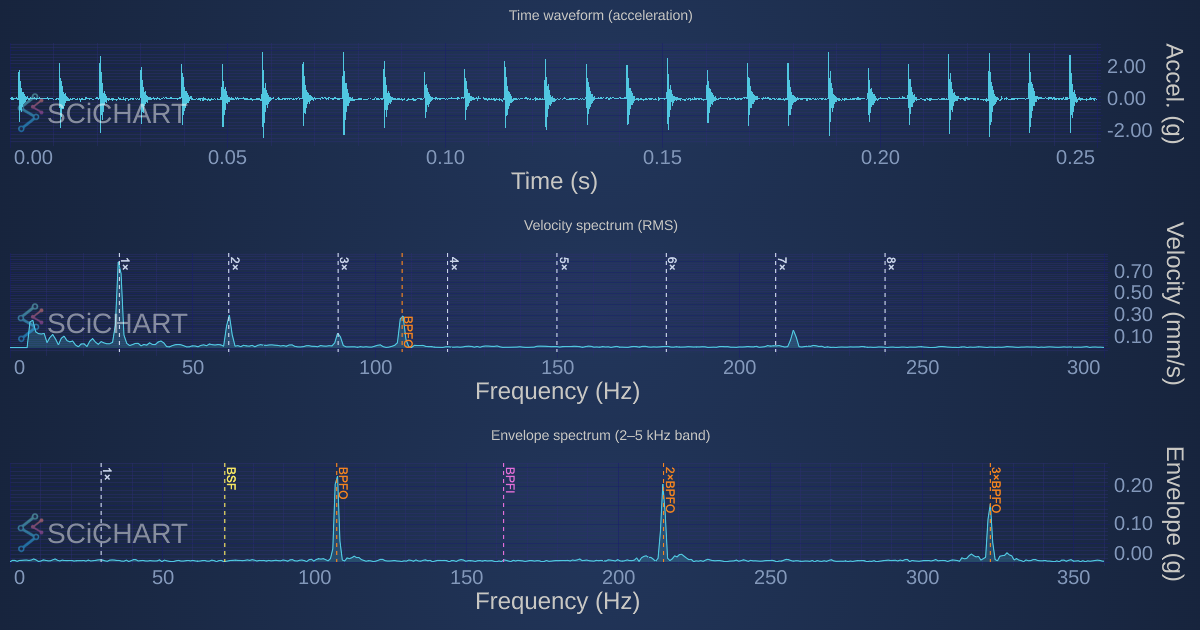 Time waveform (acceleration)
2.00
0.00
-2.00
Accel. (g)
SCiCHART
0.00 0.05 0.10 0.15 0.20 0.25
Time (s)
Velocity spectrum (RMS)
1× 2× 3× BPFO 4× 5× 6× 7× 8×
0.70
0.50
0.30
0.10
Velocity (mm/s)
SCiCHART
0 50 100 150 200 250 300
Frequency (Hz)
Envelope spectrum (2–5 kHz band)
1× BSF BPFO BPFI 2×BPFO 3×BPFO
0.20
0.10
0.00
Envelope (g)
SCiCHART
0 50 100 150 200 250 300 350
Frequency (Hz)